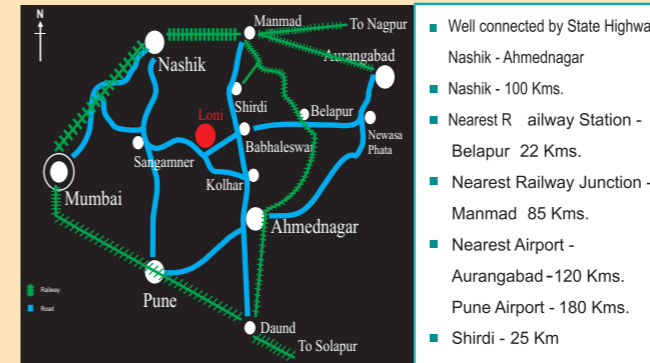 N
Manmad
To Nagpur
Nashik
Aurangabad
Shirdi
Loni
Belapur
Newasa
Phata
Babhaleswar
Sangamner
Kolhar
Mumbai
Ahmednagar
Railway
Road
Pune
Daund
To Solapur
Well connected by State Highwa
Nashik - Ahmednagar
Nashik - 100 Kms.
Nearest R ailway Station -
Belapur 22 Kms.
Nearest Railway Junction -
Manmad 85 Kms.
Nearest Airport -
Aurangabad -120 Kms.
Pune Airport - 180 Kms.
Shirdi - 25 Km